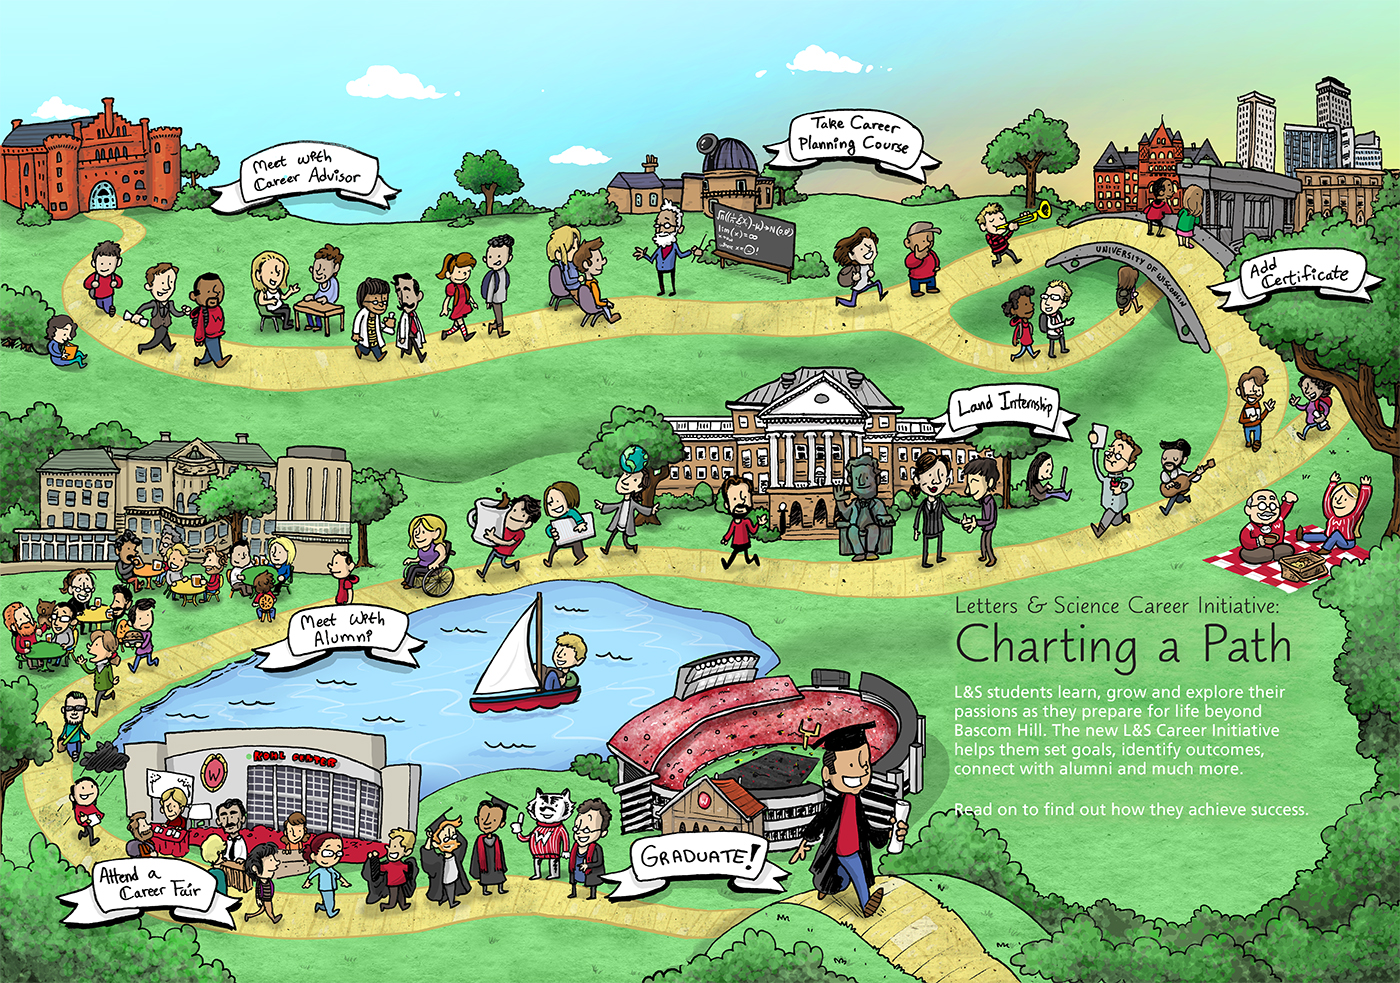 Meet with
Career Advisor
Take Career
Planning Course
lim(x)=∞
UNIVERSITY OF WISCONSIN
Add
Certificate
Land Internship
W
Meet With
Alumni
Letters & Science Career Initiative:
Charting a Path
L&S students learn, grow and explore their
passions as they prepare for life beyond
Bascom Hill. The new L&S Career Initiative
helps them set goals, identify outcomes,
connect with alumni and much more.
Read on to find out how they achieve success.
W
KOHL CENTER
W
W
GRADUATE!
Attend a
Career Fair